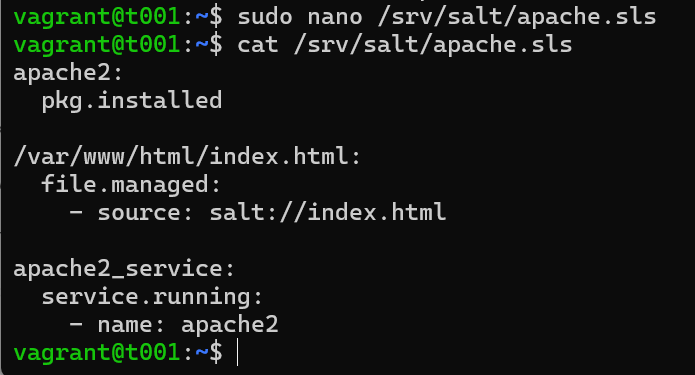 vagrant@t001:~$ sudo nano /srv/salt/apache.sls
vagrant@t001:~$ cat /srv/salt/apache.sls
apache2:
  pkg.installed

/var/www/html/index.html:
  file.managed:
    - source: salt://index.html

apache2_service:
  service.running:
    - name: apache2
vagrant@t001:~$